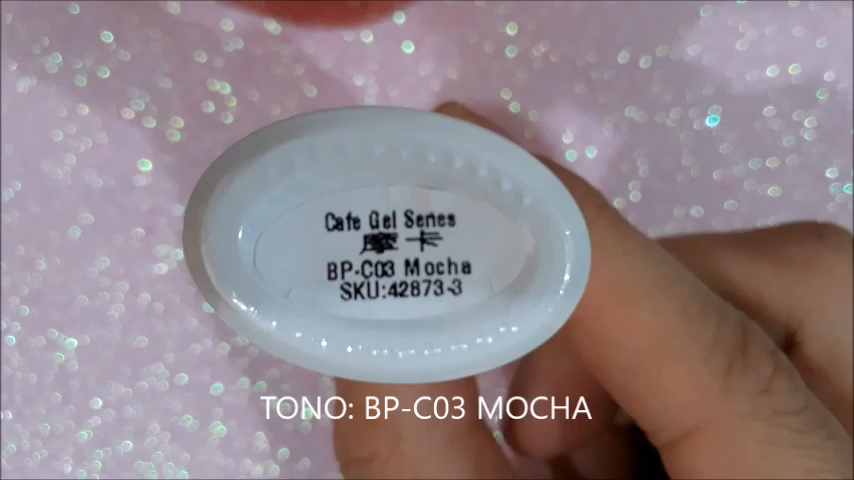 Cafe Gel Series
摩卡
BP-C03 Mocha
SKU:42873-3
TONO: BP-C03 MOCHA